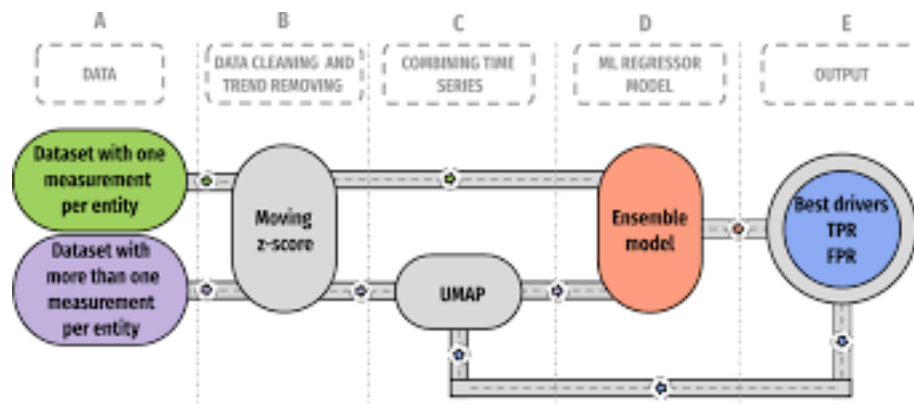 A
B
C
D
E
DATA
DATA CLEANING AND
TREND REMOVING
COMBINING TIME
SERIES
ML REGRESSOR
MODEL
OUTPUT
Dataset with one
measurement
per entity
Dataset with
more than one
measurement
per entity
Moving
z-score
UMAP
Ensemble
model
Best drivers
TPR
FPR